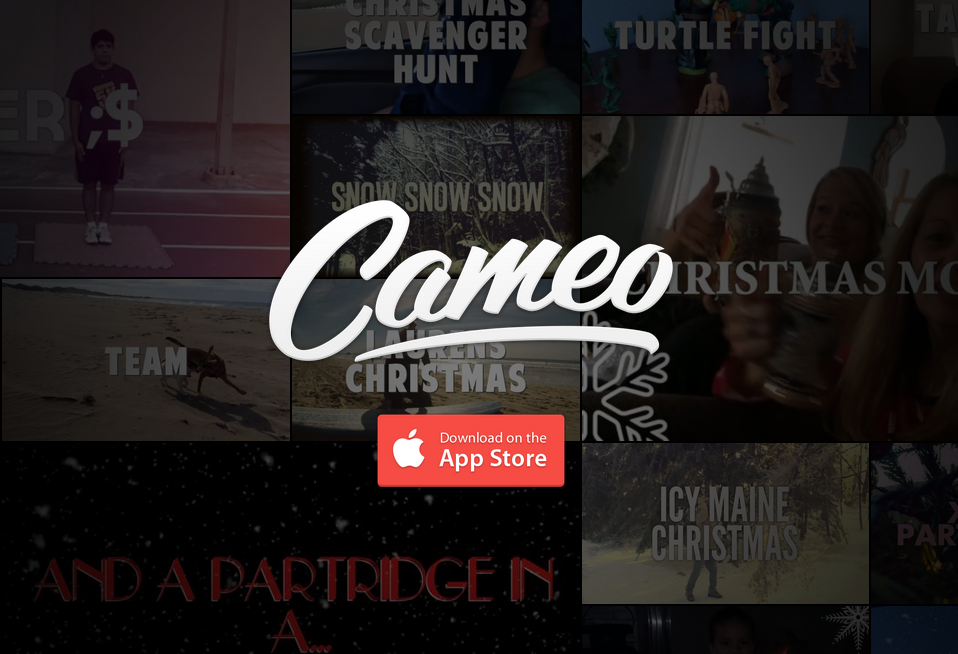 CHRISTMAS
SCAVENGER
HUNT
TURTLE FIGHT
TA
ER ;$
SNOW SNOW SNOW
Cameo
CHRISTMAS MO
TEAM
LAURENS
CHRISTMAS
Download on the
App Store
ICY MAINE
CHRISTMAS
X
PAR
AND A PARTRIDGE IN
A...